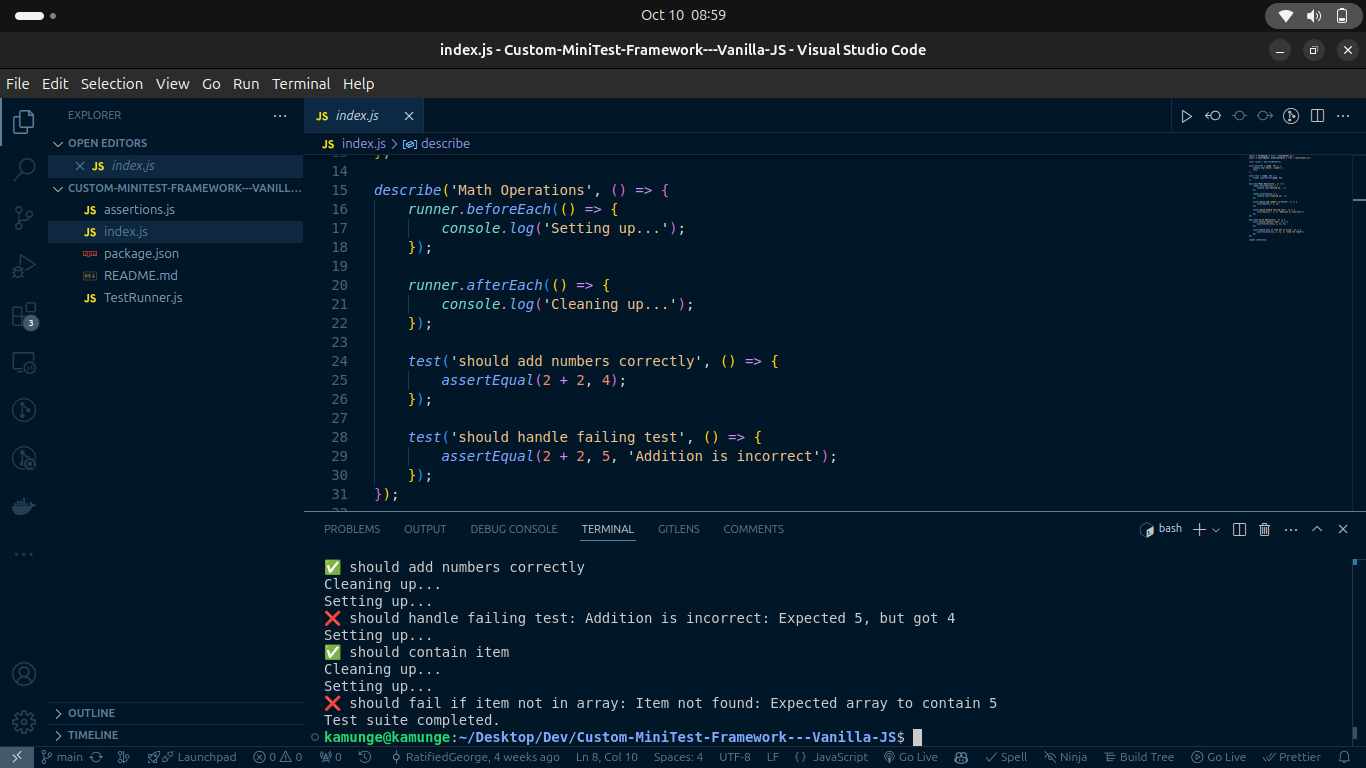 Oct 10 08:59
index.js - Custom-MiniTest-Framework---Vanilla-JS - Visual Studio Code
File Edit Selection View Go Run Terminal Help
EXPLORER
OPEN EDITORS
JS index.js
CUSTOM-MINITEST-FRAMEWORK---VANILL...
JS assertions.js
JS index.js
package.json
README.md
JS TestRunner.js
3
OUTLINE
TIMELINE
JS index.js
JS index.js > describe
14
15 describe('Math Operations', () => {
16 runner.beforeEach(() => {
17 console.log('Setting up...');
18 });
19
20 runner.afterEach(() => {
21 console.log('Cleaning up...');
22 });
23
24 test('should add numbers correctly', () => {
25 assertEqual(2 + 2, 4);
26 });
27
28 test('should handle failing test', () => {
29 assertEqual(2 + 2, 5, 'Addition is incorrect');
30 });
31 });
PROBLEMS OUTPUT DEBUG CONSOLE TERMINAL GITLENS COMMENTS bash
✅ should add numbers correctly
Cleaning up...
Setting up...
❌ should handle failing test: Addition is incorrect: Expected 5, but got 4
Setting up...
✅ should contain item
Cleaning up...
Setting up...
❌ should fail if item not in array: Item not found: Expected array to contain 5
Test suite completed.
kamunge@kamunge:~/Desktop/Dev/Custom-MiniTest-Framework---Vanilla-JS$
main Launchpad 0 0 0 RatifiedGeorge, 4 weeks ago Ln 8, Col 10 Spaces: 4 UTF-8 LF {} JavaScript Go Live Spell Ninja Build Tree Go Live Prettier